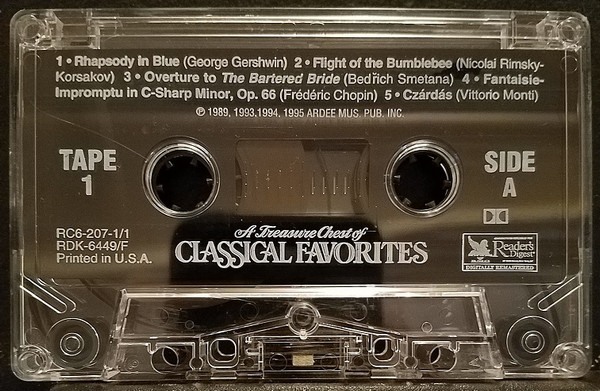 1 • Rhapsody in Blue (George Gershwin) 2 • Flight of the Bumblebee (Nicolai Rimsky-
Korsakov) 3 • Overture to The Bartered Bride (Bedřich Smetana) 4 • Fantaisie-
Impromptu in C-Sharp Minor, Op. 66 (Frédéric Chopin) 5 • Czárdás (Vittorio Monti)
℗ 1989, 1993,1994, 1995 ARDEE MUS. PUB. INC.
TAPE
1
SIDE
A
RC6-207-1/1
RDK-6449/F
Printed in U.S.A.
A Treasure Chest of
CLASSICAL FAVORITES
Reader's
Digest
DIGITALLY REMASTERED